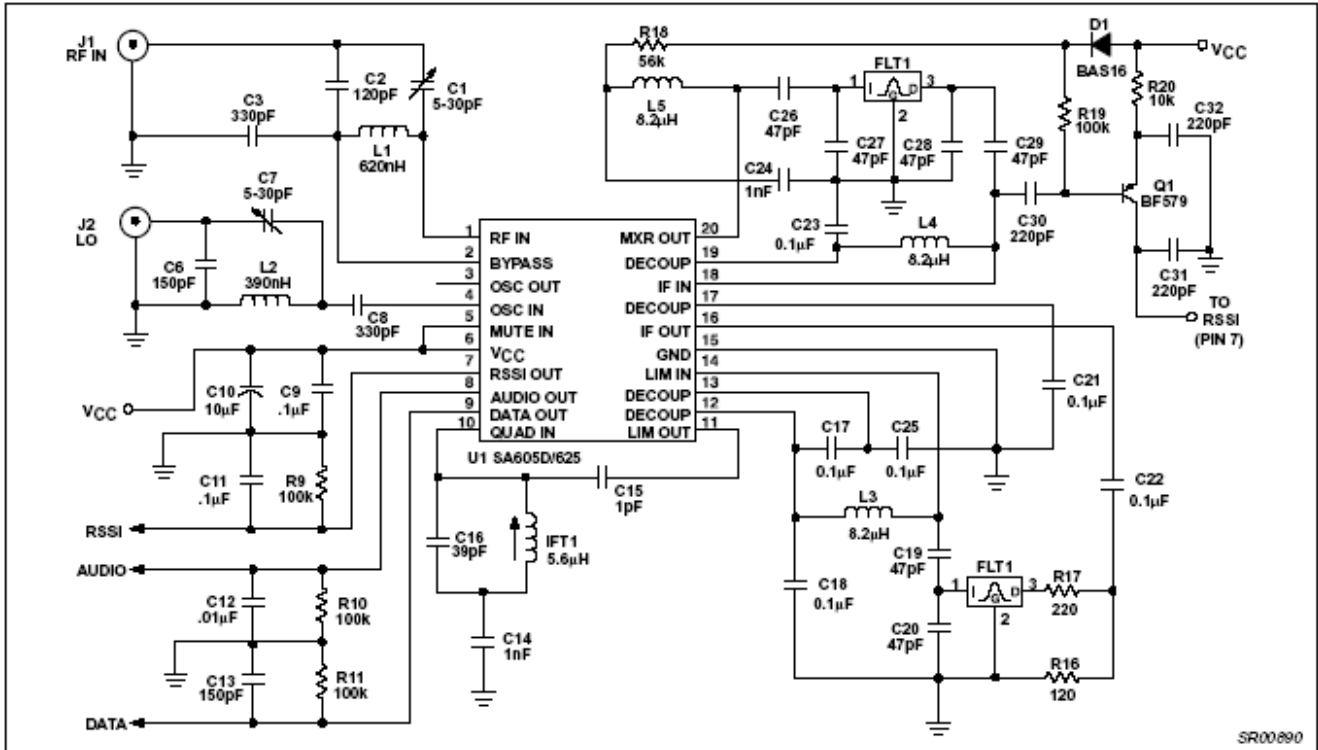 J1
RF IN
C3
330pF
C2
120pF
C1
5-30pF
L1
620nH
C7
5-30pF
J2
LO
C6
150pF
L2
390nH
C8
330pF
VCC
C10
10µF
C9
.1µF
C11
.1µF
R9
100k
RSSI
AUDIO
C12
.01µF
R10
100k
C13
150pF
R11
100k
DATA
1
2
3
4
5
6
7
8
9
10
RF IN
BYPASS
OSC OUT
OSC IN
MUTE IN
VCC
RSSI OUT
AUDIO OUT
DATA OUT
QUAD IN
MXR OUT
DECOUP
IF IN
DECOUP
IF OUT
GND
LIM IN
DECOUP
DECOUP
LIM OUT
20
19
18
17
16
15
14
13
12
11
U1 SA605D/625
C15
1pF
C16
39pF
IFT1
5.6µH
C14
1nF
R18
56k
L5
8.2µH
C26
47pF
1
FLT1
I
G
D
3
2
C27
47pF
C28
47pF
C29
47pF
C24
1nF
C23
0.1µF
L4
8.2µH
C30
220pF
D1
BAS16
VCC
R20
10k
R19
100k
C32
220pF
Q1
BF579
C31
220pF
TO
RSSI
(PIN 7)
C21
0.1µF
C17
0.1µF
C25
0.1µF
C22
0.1µF
L3
8.2µH
C18
0.1µF
C19
47pF
C20
47pF
FLT1
1
I
G
D
3
2
R17
220
R16
120
SR00890